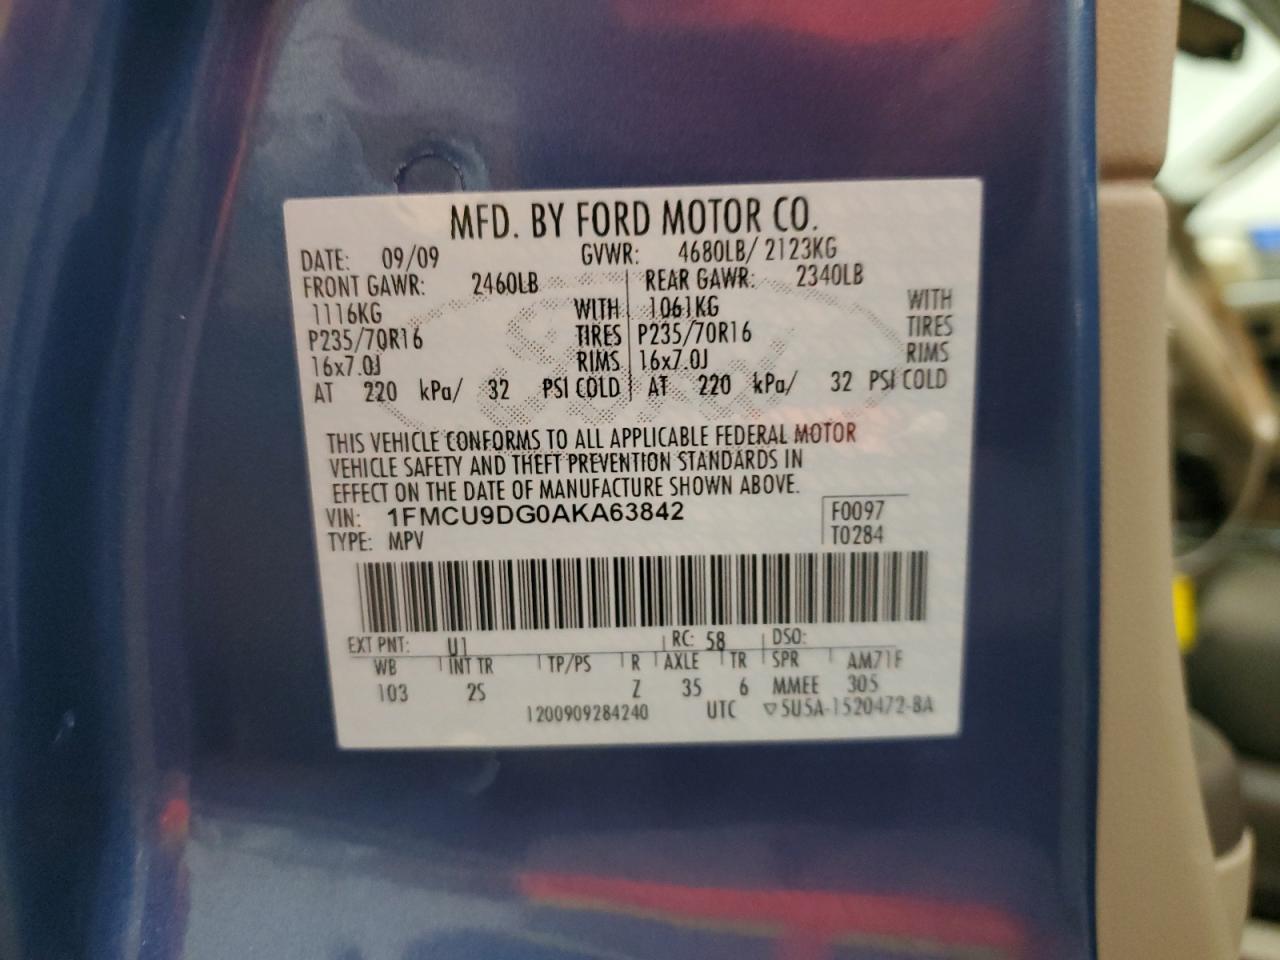 MFD. BY FORD MOTOR CO.
DATE: 09/09 GVWR: 4680LB/ 2123KG
FRONT GAWR: 2460LB REAR GAWR: 2340LB
1116KG WITH 1061KG WITH
P235/70R16 TIRES P235/70R16 TIRES
16x7.0J RIMS 16x7.0J RIMS
AT 220 kPa/ 32 PSI COLD AT 220 kPa/ 32 PSI COLD
THIS VEHICLE CONFORMS TO ALL APPLICABLE FEDERAL MOTOR
VEHICLE SAFETY AND THEFT PREVENTION STANDARDS IN
EFFECT ON THE DATE OF MANUFACTURE SHOWN ABOVE.
VIN: 1FMCU9DG0AKA63842 F0097
TYPE: MPV T0284
EXT PNT: U1 RC: 58 DSO:
WB INT TR TP/PS R AXLE TR SPR AM71F
103 2S Z 35 6 MMEE 305
1200909284240 UTC ▽5U5A-1520472-BA